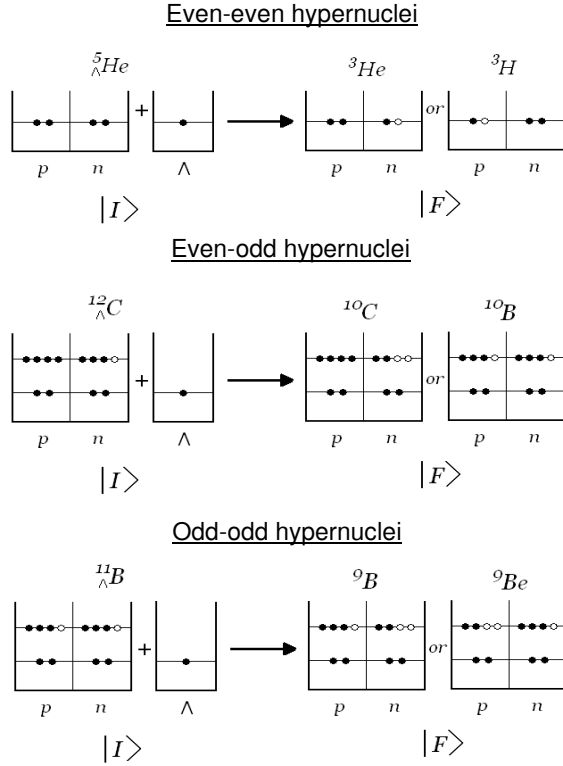 Even-even hypernuclei
⁵ΛHe ³He ³H
+ or
p n Λ p n p n
|I> |F>
Even-odd hypernuclei
¹²ΛC ¹⁰C ¹⁰B
+ or
p n Λ p n p n
|I> |F>
Odd-odd hypernuclei
¹¹ΛB ⁹B ⁹Be
+ or
p n Λ p n p n
|I> |F>